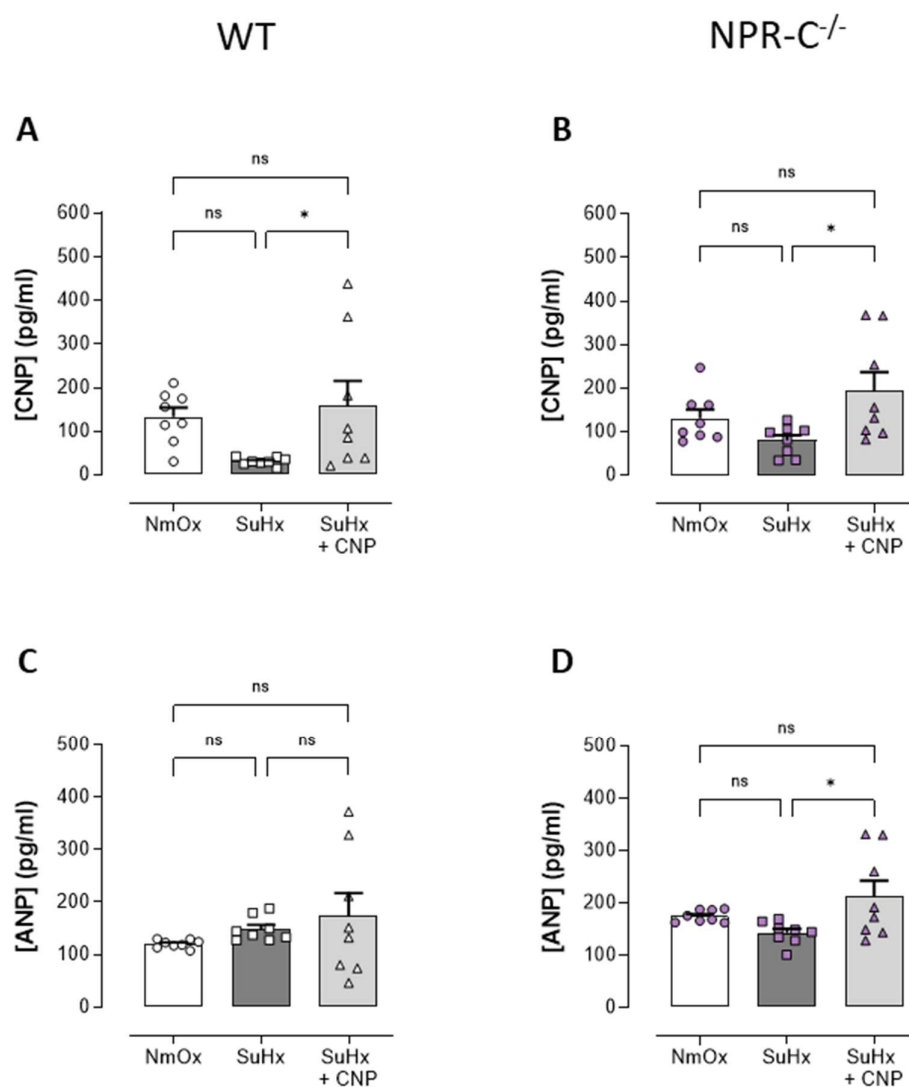 WT
NPR-C-/-
A
ns
ns
*
600
500
400
300
200
100
0
[CNP] (pg/ml)
NmOx
SuHx
SuHx
+ CNP
B
ns
ns
*
600
500
400
300
200
100
0
[CNP] (pg/ml)
NmOx
SuHx
SuHx
+ CNP
C
ns
ns
ns
500
400
300
200
100
0
[ANP] (pg/ml)
NmOx
SuHx
SuHx
+ CNP
D
ns
ns
*
500
400
300
200
100
0
[ANP] (pg/ml)
NmOx
SuHx
SuHx
+ CNP